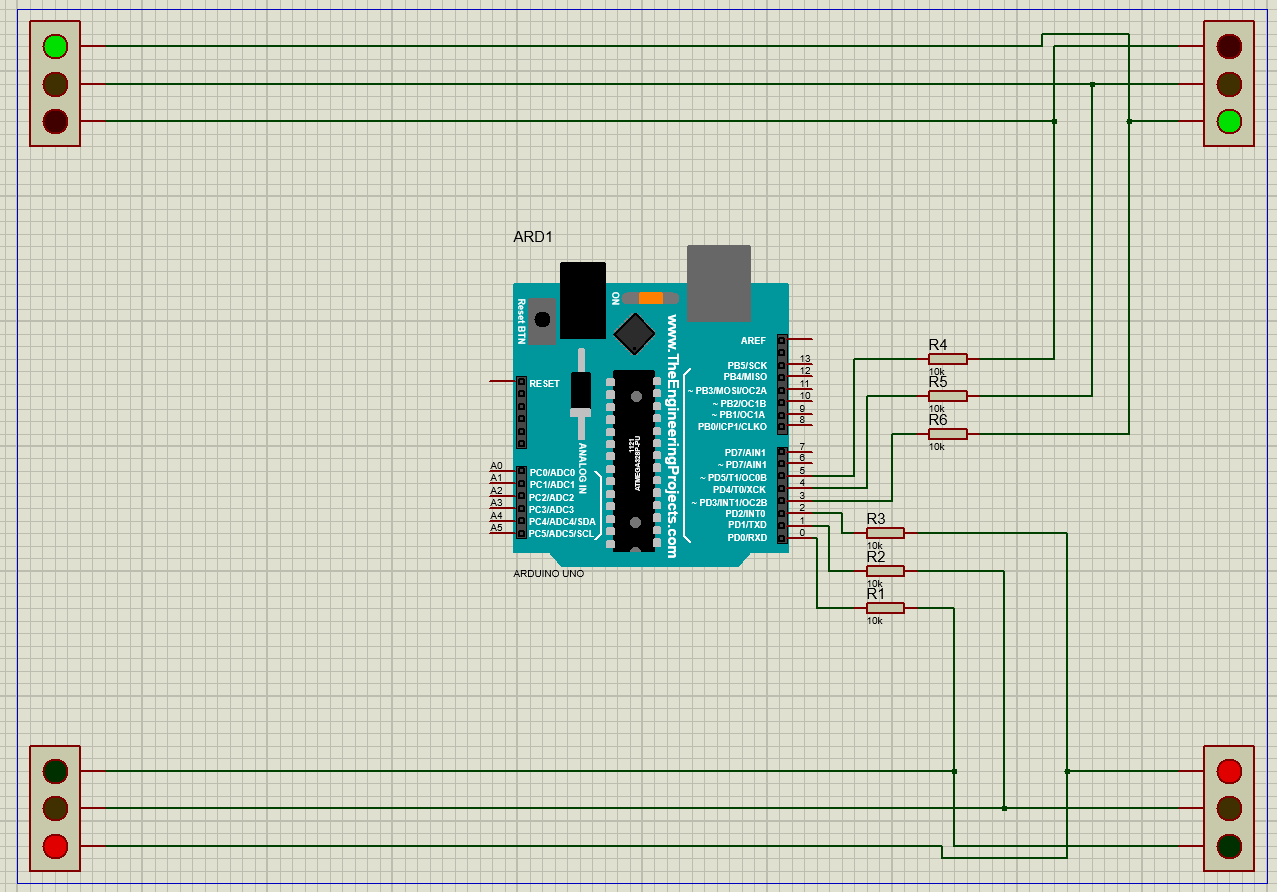 ARD1
Reset BTN
ON
www.TheEngineeringProjects.com
AREF
RESET
PB5/SCK 13
PB4/MISO 12
~ PB3/MOSI/OC2A 11
~ PB2/OC1B 10
~ PB1/OC1A 9
PB0/ICP1/CLKO 8
1121
ATMEGA328P-PU
ANALOG IN
PD7/AIN1 7
~ PD7/AIN1 6
~ PD5/T1/OC0B 5
PD4/T0/XCK 4
~ PD3/INT1/OC2B 3
PD2/INT0 2
PD1/TXD 1
PD0/RXD 0
A0 PC0/ADC0
A1 PC1/ADC1
A2 PC2/ADC2
A3 PC3/ADC3
A4 PC4/ADC4/SDA
A5 PC5/ADC5/SCL
ARDUINO UNO
R4
10k
R5
10k
R6
10k
R3
10k
R2
10k
R1
10k